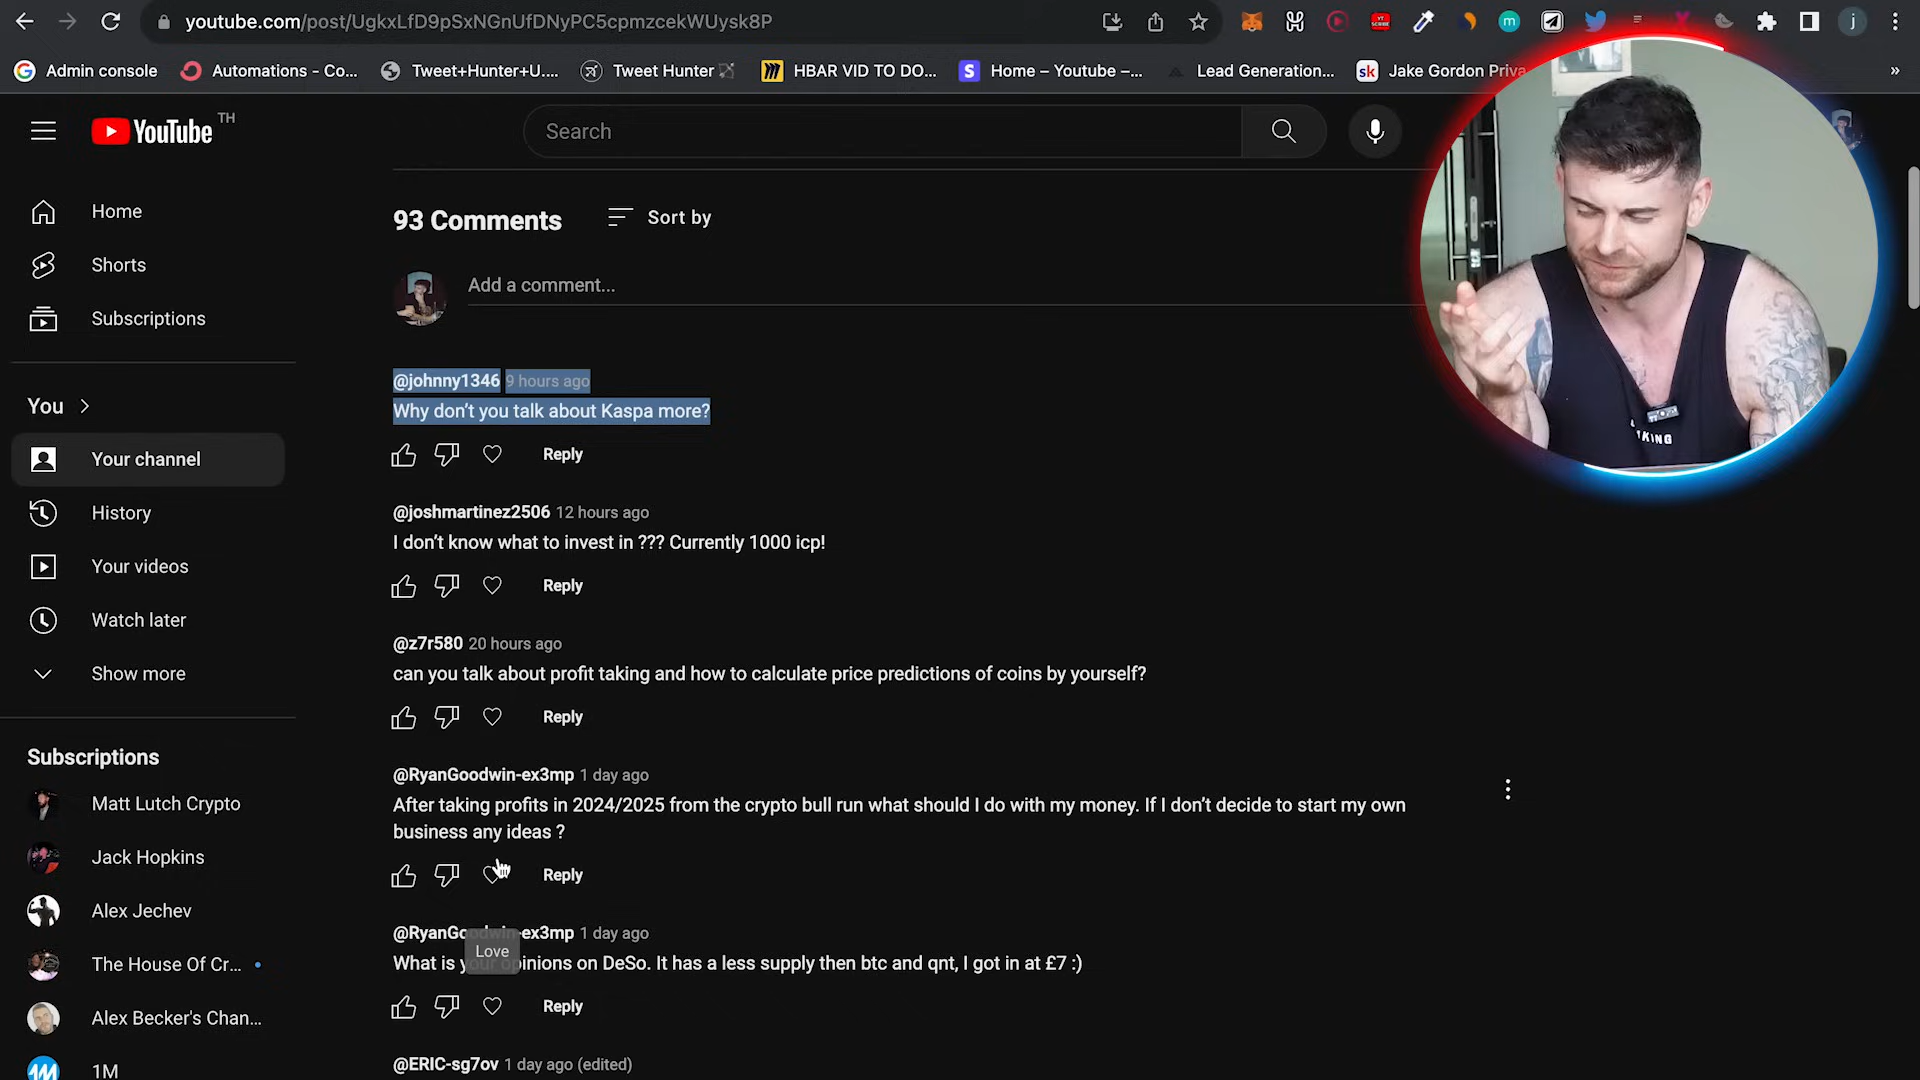 youtube.com/post/UgkxLfD9pSxNGnUfDNyPC5cpmzcekWUysk8P
Admin console
Automations - Co...
Tweet+Hunter+U....
Tweet Hunter
HBAR VID TO DO...
Home – Youtube –...
Lead Generation...
Jake Gordon Priva
YouTube TH
Search
Home
Shorts
Subscriptions
You
Your channel
History
Your videos
Watch later
Show more
Subscriptions
Matt Lutch Crypto
Jack Hopkins
Alex Jechev
The House Of Cr...
Alex Becker's Chan...
1M
93 Comments
Sort by
Add a comment...
@johnny1346 9 hours ago
Why don't you talk about Kaspa more?
Reply
@joshmartinez2506 12 hours ago
I don't know what to invest in ??? Currently 1000 icp!
Reply
@z7r580 20 hours ago
can you talk about profit taking and how to calculate price predictions of coins by yourself?
Reply
@RyanGoodwin-ex3mp 1 day ago
After taking profits in 2024/2025 from the crypto bull run what should I do with my money. If I don't decide to start my own
business any ideas ?
Reply
@RyanGoodwin-ex3mp 1 day ago
Love
What is your opinions on DeSo. It has a less supply then btc and qnt, I got in at £7 :)
Reply
@ERIC-sg7ov 1 day ago (edited)